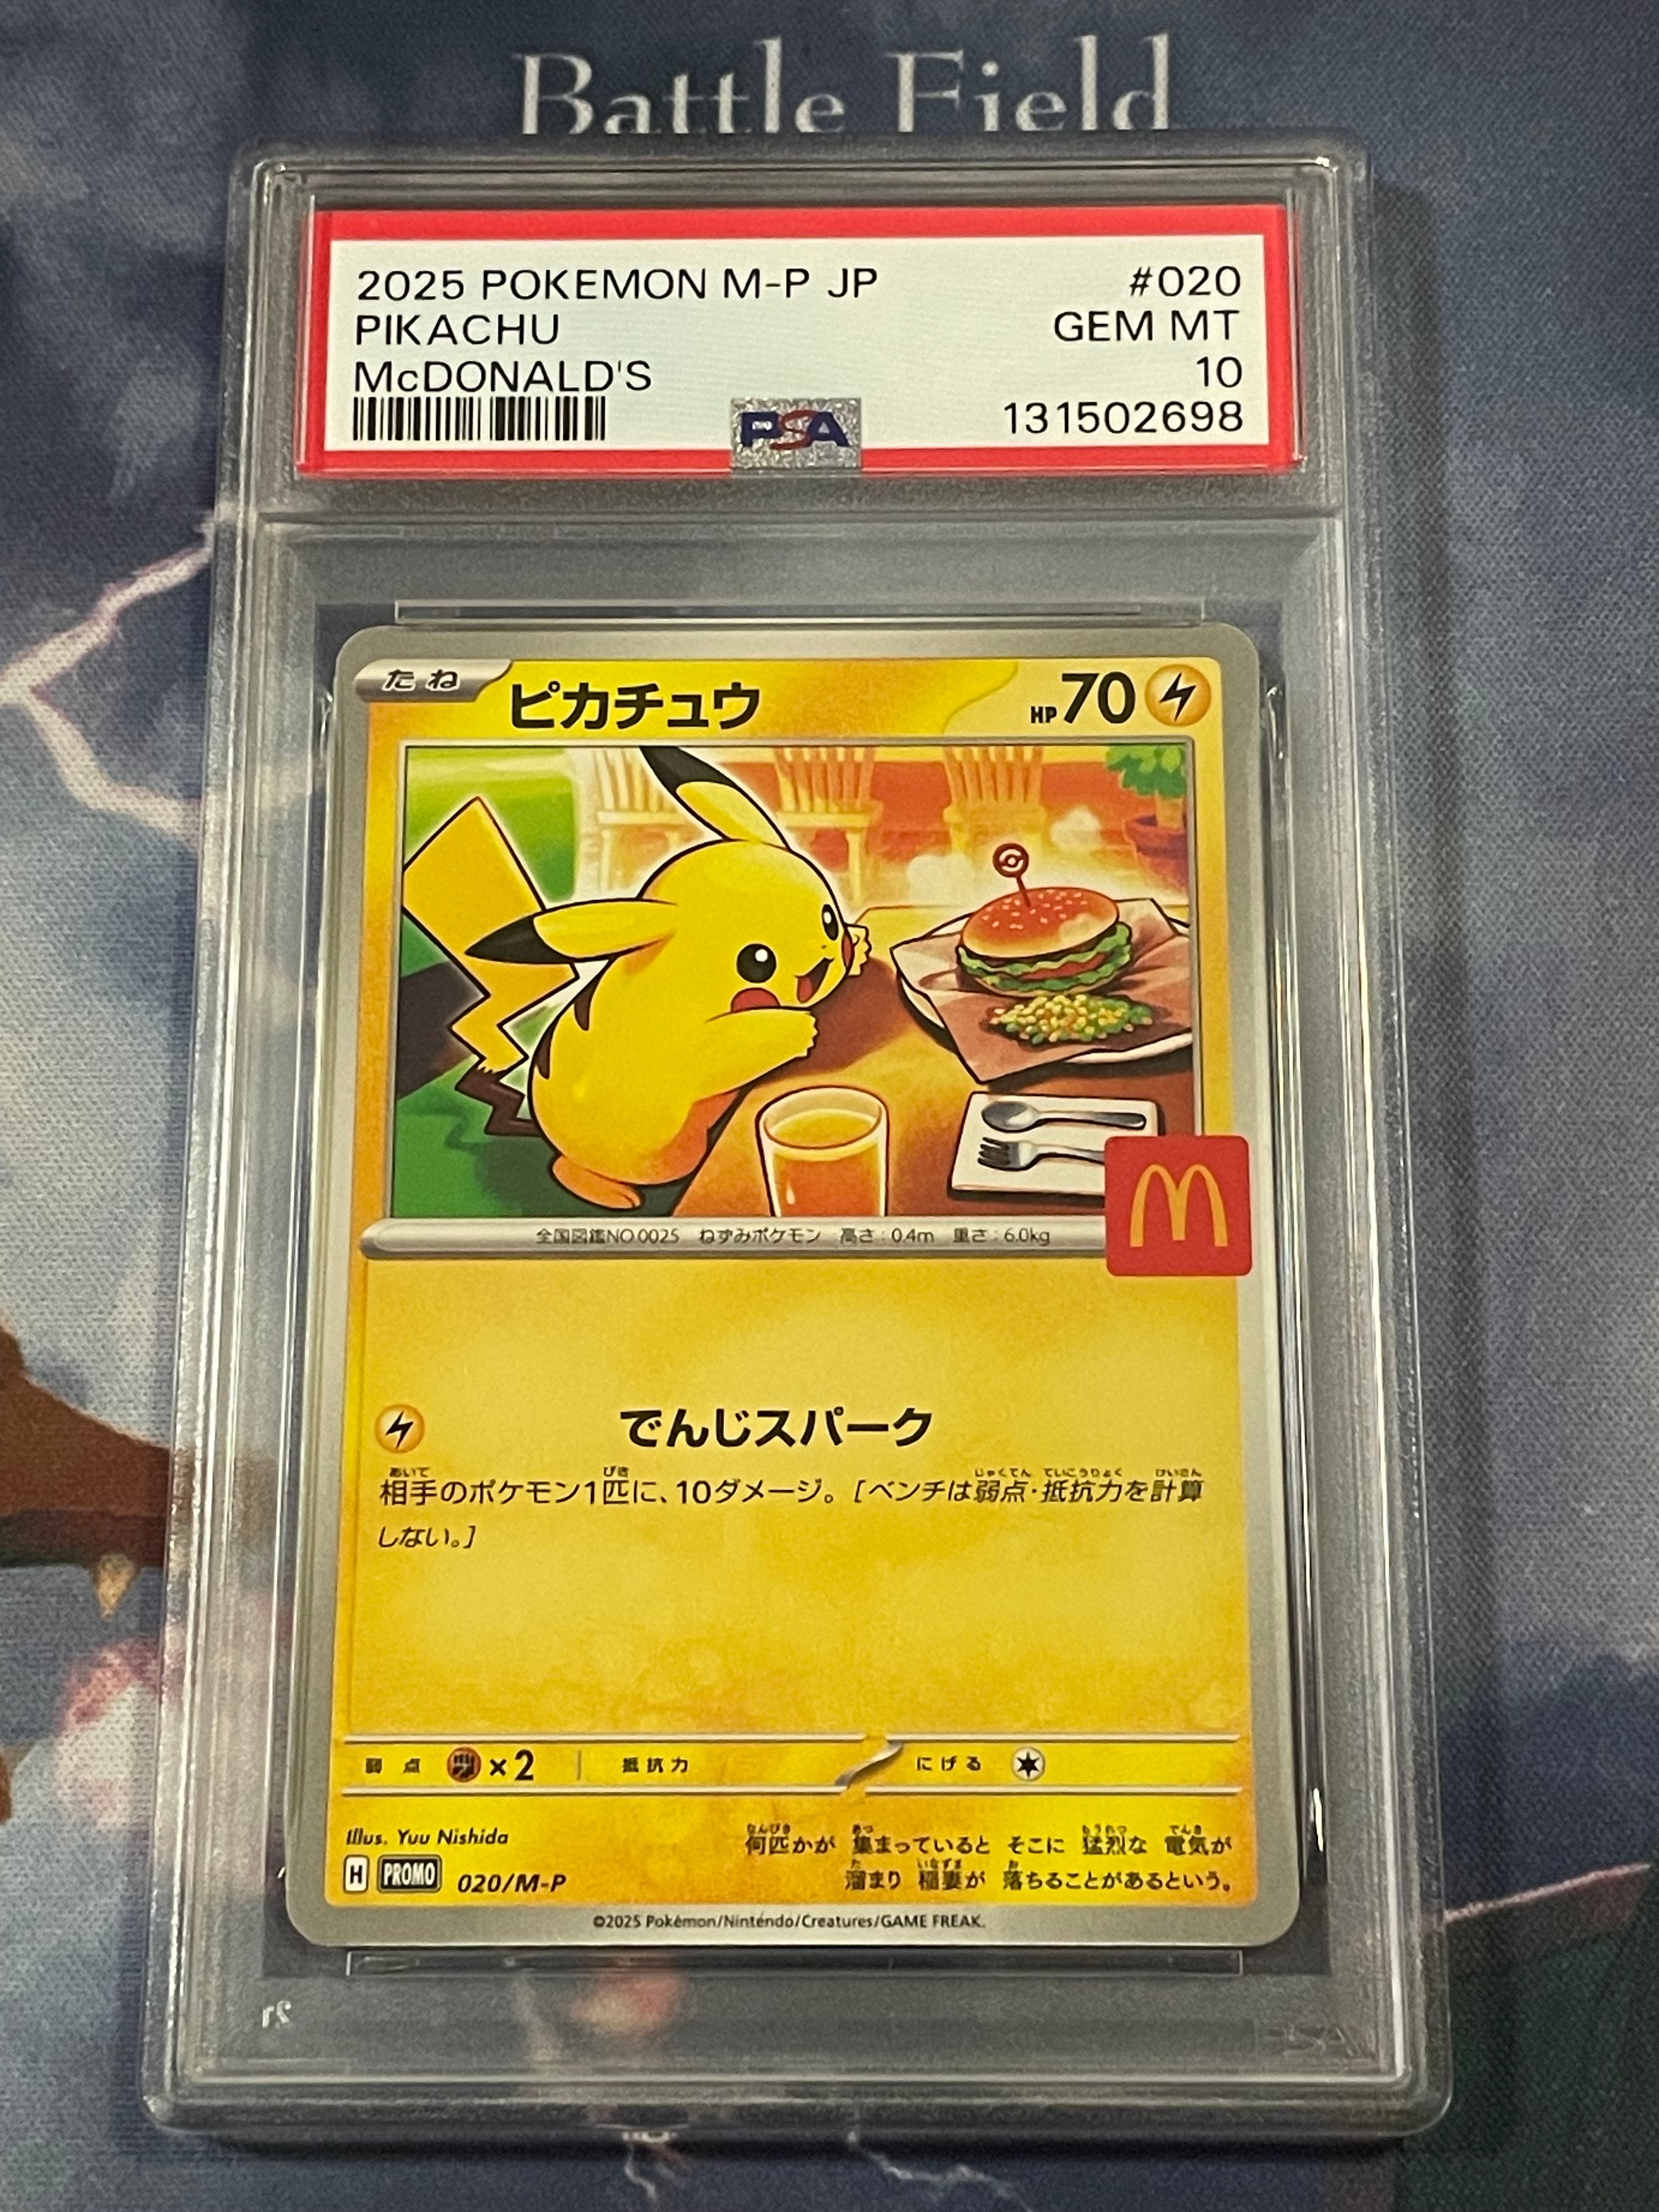 Battle Field
2025 POKEMON M-P JP #020
PIKACHU GEM MT
McDONALD'S 10
PSA 131502698
たね ピカチュウ HP70
全国図鑑NO.0025 ねずみポケモン 高さ:0.4m 重さ:6.0kg
でんじスパーク
相手のポケモン1匹に、10ダメージ。[ベンチは弱点・抵抗力を計算
しない。]
弱点 ×2 抵抗力 にげる
Illus. Yuu Nishida
何匹かが 集まっていると そこに 猛烈な 電気が
溜まり 稲妻が 落ちることがあるという。
H PROMO 020/M-P
©2025 Pokémon/Nintendo/Creatures/GAME FREAK.